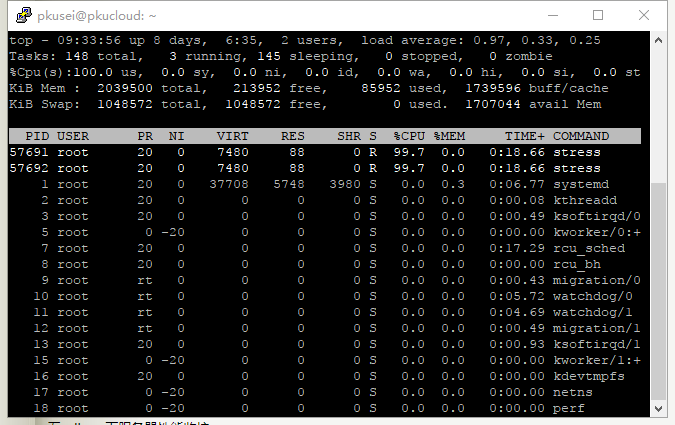 pkusei@pkucloud: ~
top - 09:33:56 up 8 days,  6:35,  2 users,  load average: 0.97, 0.33, 0.25
Tasks: 148 total,   3 running, 145 sleeping,   0 stopped,   0 zombie
%Cpu(s):100.0 us,  0.0 sy,  0.0 ni,  0.0 id,  0.0 wa,  0.0 hi,  0.0 si,  0.0 st
KiB Mem :  2039500 total,   213952 free,    85952 used,  1739596 buff/cache
KiB Swap:  1048572 total,  1048572 free,        0 used.  1707044 avail Mem
PID USER      PR  NI    VIRT    RES    SHR S  %CPU %MEM     TIME+ COMMAND
57691 root      20   0    7480     88      0 R  99.7  0.0   0:18.66 stress
57692 root      20   0    7480     88      0 R  99.7  0.0   0:18.66 stress
1 root      20   0   37708   5748   3980 S   0.0  0.3   0:06.77 systemd
2 root      20   0       0      0      0 S   0.0  0.0   0:00.08 kthreadd
3 root      20   0       0      0      0 S   0.0  0.0   0:00.49 ksoftirqd/0
5 root       0 -20       0      0      0 S   0.0  0.0   0:00.00 kworker/0:+
7 root      20   0       0      0      0 S   0.0  0.0   0:17.29 rcu_sched
8 root      20   0       0      0      0 S   0.0  0.0   0:00.00 rcu_bh
9 root      rt   0       0      0      0 S   0.0  0.0   0:00.43 migration/0
10 root      rt   0       0      0      0 S   0.0  0.0   0:05.72 watchdog/0
11 root      rt   0       0      0      0 S   0.0  0.0   0:04.69 watchdog/1
12 root      rt   0       0      0      0 S   0.0  0.0   0:00.49 migration/1
13 root      20   0       0      0      0 S   0.0  0.0   0:00.93 ksoftirqd/1
15 root       0 -20       0      0      0 S   0.0  0.0   0:00.00 kworker/1:+
16 root      20   0       0      0      0 S   0.0  0.0   0:00.00 kdevtmpfs
17 root       0 -20       0      0      0 S   0.0  0.0   0:00.00 netns
18 root       0 -20       0      0      0 S   0.0  0.0   0:00.00 perf